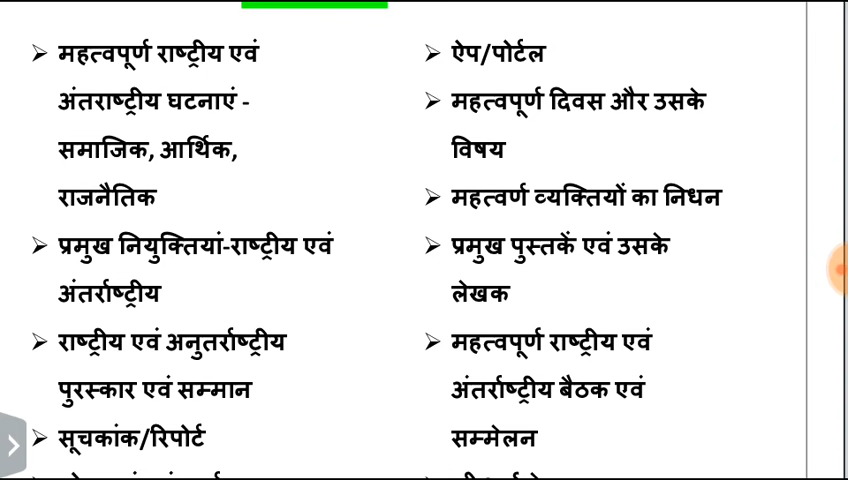 ➢ महत्वपूर्ण राष्ट्रीय एवं
अंतराष्ट्रीय घटनाएं -
समाजिक, आर्थिक,
राजनैतिक
➢ प्रमुख नियुक्तियां-राष्ट्रीय एवं
अंतर्राष्ट्रीय
➢ राष्ट्रीय एवं अनुतर्राष्ट्रीय
पुरस्कार एवं सम्मान
➢ सूचकांक/रिपोर्ट
➢ ऐप/पोर्टल
➢ महत्वपूर्ण दिवस और उसके
विषय
➢ महत्वर्ण व्यक्तियों का निधन
➢ प्रमुख पुस्तकें एवं उसके
लेखक
➢ महत्वपूर्ण राष्ट्रीय एवं
अंतर्राष्ट्रीय बैठक एवं
सम्मेलन